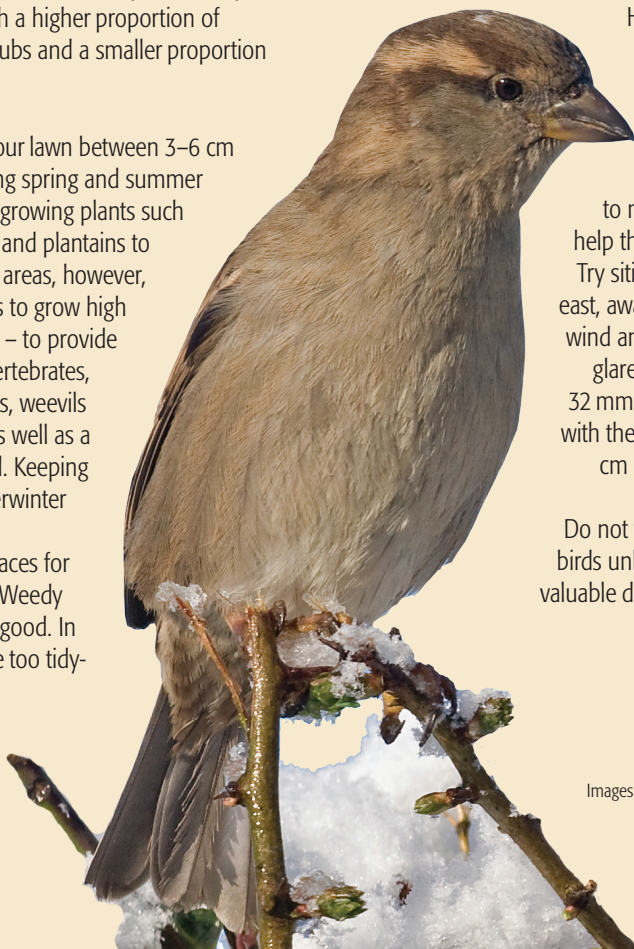 h a higher proportion of
ubs and a smaller proportion
our lawn between 3–6 cm
ng spring and summer
growing plants such
and plantains to
areas, however,
s to grow high
– to provide
ertebrates,
s, weevils
s well as a
l. Keeping
erwinter
aces for
Weedy
good. In
e too tidy-
H
to n
help th
Try siti
east, awa
wind an
glare
32 mm
with the
cm
Do not
birds unl
valuable d
Images